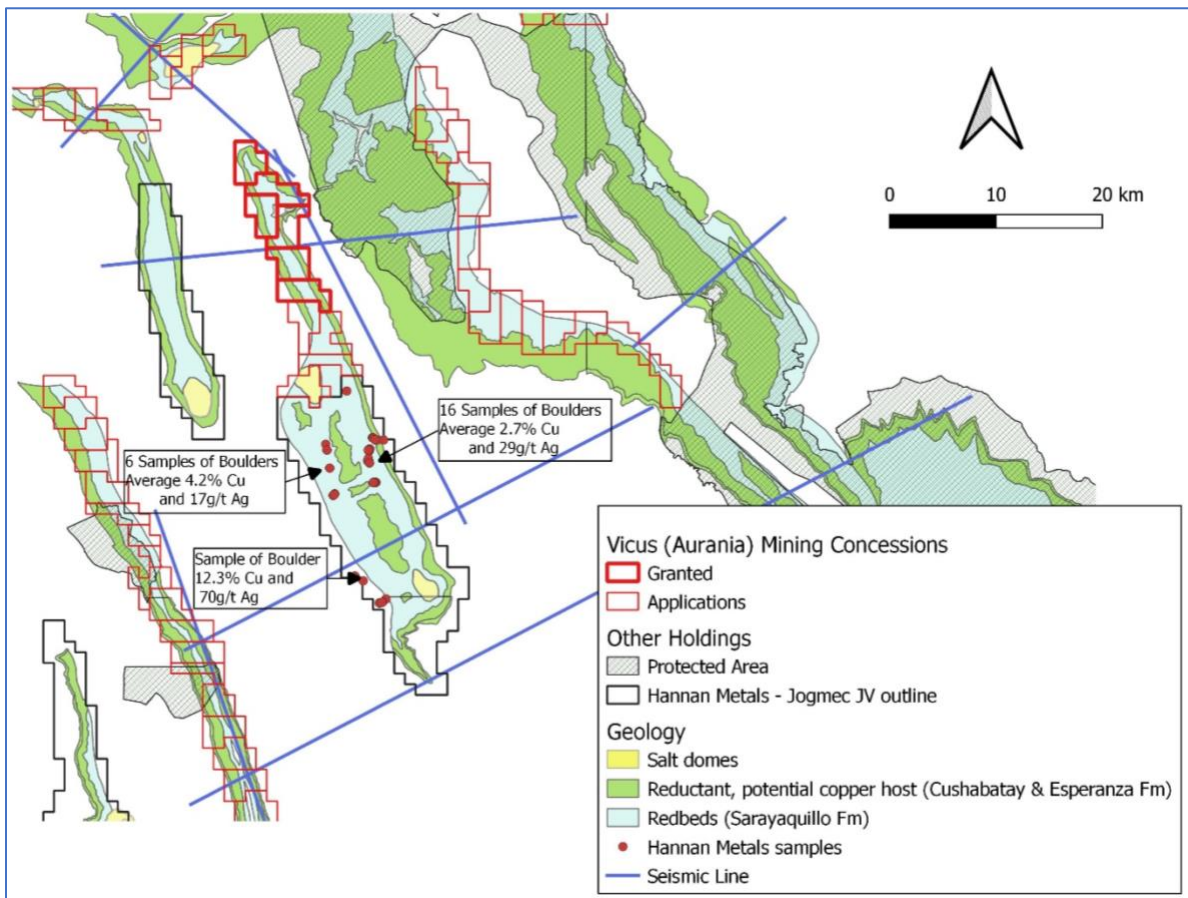 0
10
20 km
16 Samples of Boulders
Average 2.7% Cu
and 29g/t Ag
6 Samples of Boulders
Average 4.2% Cu
and 17g/t Ag
Sample of Boulder
12.3% Cu and
70g/t Ag
Vicus (Aurania) Mining Concessions
Granted
Applications
Other Holdings
Protected Area
Hannan Metals - Jogmec JV outline
Geology
Salt domes
Reductant, potential copper host (Cushabatay & Esperanza Fm)
Redbeds (Sarayaquillo Fm)
Hannan Metals samples
Seismic Line